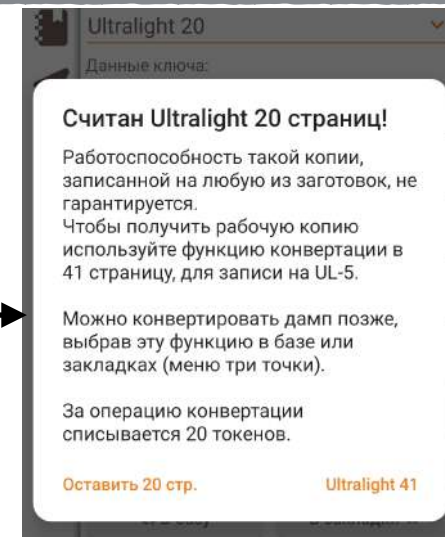 Ultralight 20
Данные ключа:
Считан Ultralight 20 страниц!
Работоспособность такой копии,
записанной на любую из заготовок, не
гарантируется.
Чтобы получить рабочую копию
используйте функцию конвертации в
41 страницу, для записи на UL-5.
Можно конвертировать дамп позже,
выбрав эту функцию в базе или
закладках (меню три точки).
За операцию конвертации
списывается 20 токенов.
Оставить 20 стр.
Ultralight 41